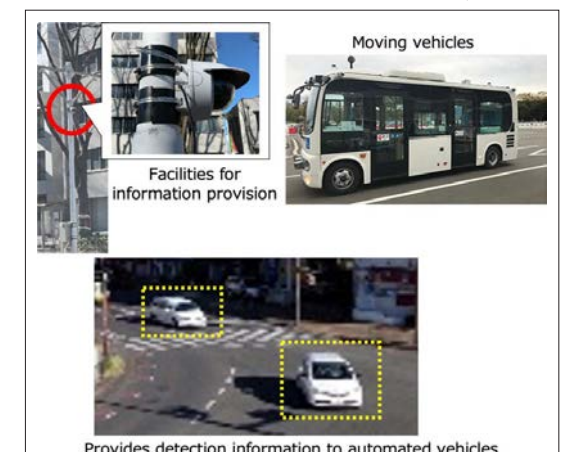 Moving vehicles
Facilities for
information provision
Provides detection information to automated vehicles